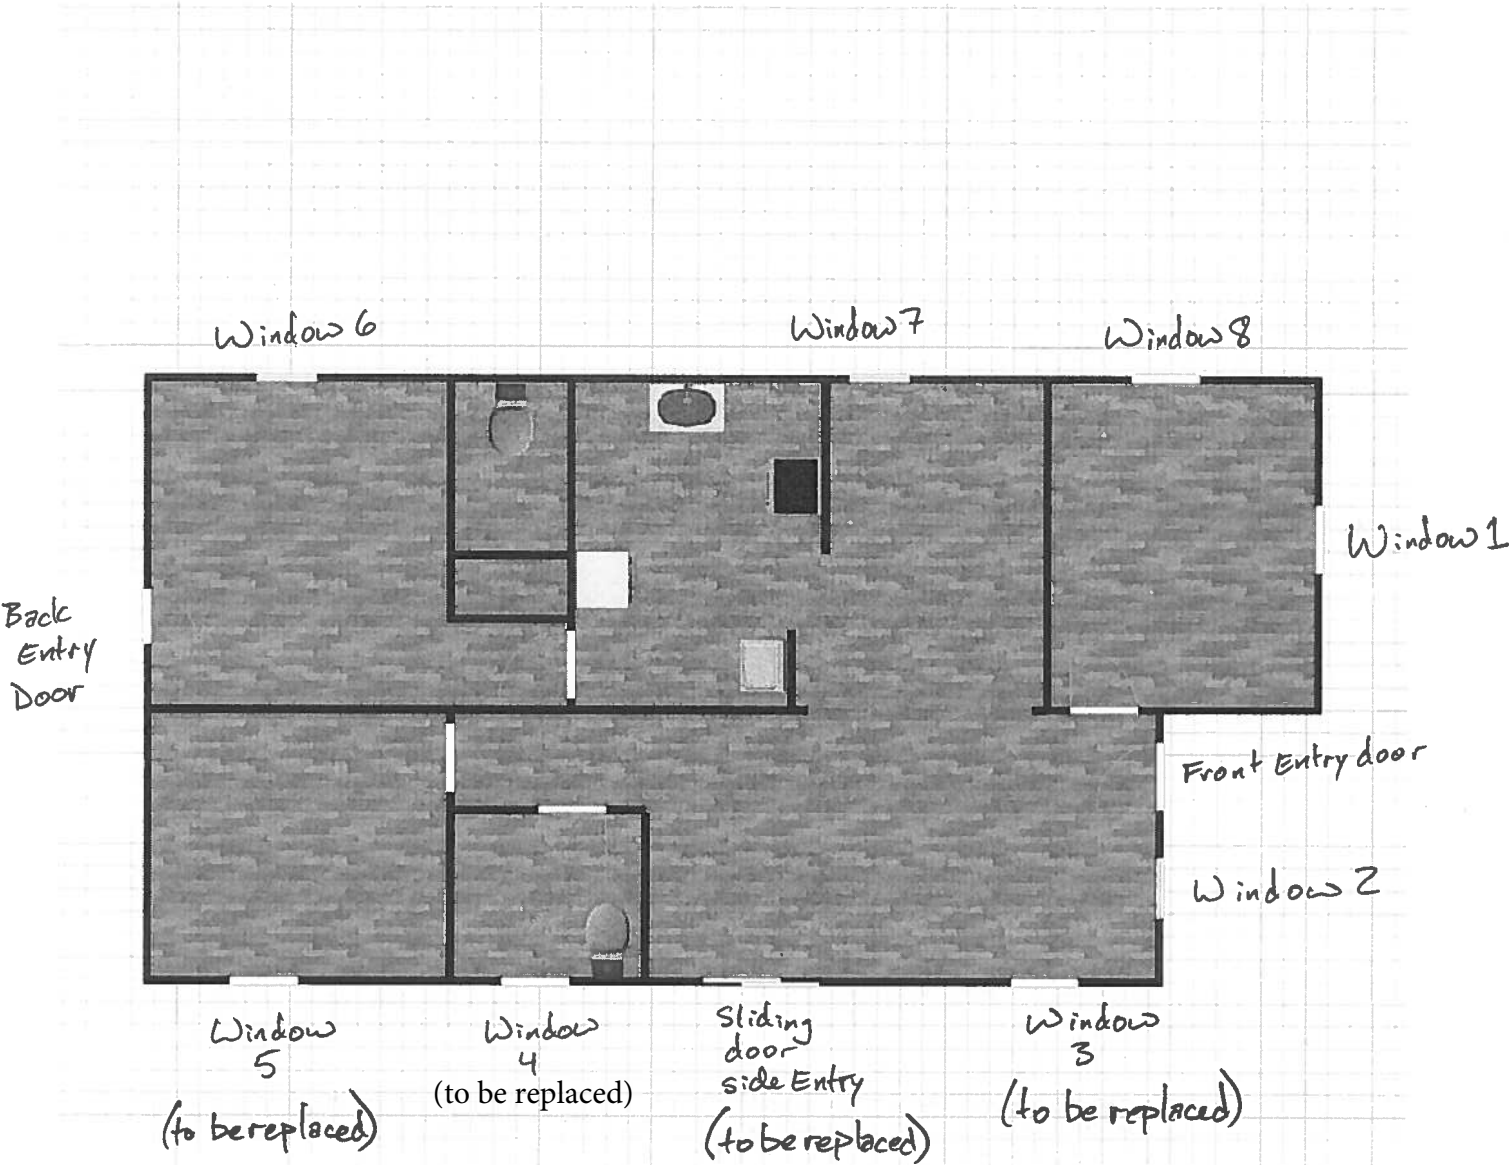 Window 6
Window 7
Window 8
Window 1
Back
Entry
Door
Front Entry door
Window 2
Window
5
(to be replaced)
Window
4
(to be replaced)
Sliding
door
side Entry
(to be replaced)
Window
3
(to be replaced)